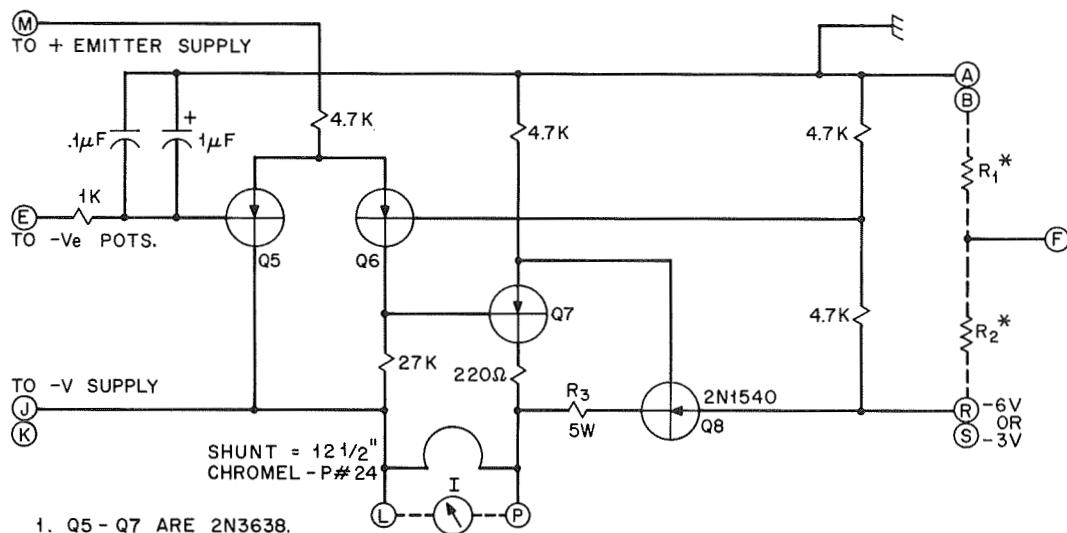 M
TO + EMITTER SUPPLY
A
B
4.7K
4.7K
4.7K
.1μF
+
1μF
R1*
1K
E
TO -Ve POTS.
F
Q5
Q6
Q7
4.7K
R2*
27K
220Ω
TO -V SUPPLY
J
K
R3
5W
2N1540
Q8
R
S
-6V
OR
-3V
SHUNT = 12 1/2"
CHROMEL-P#24
I
L
P
1. Q5-Q7 ARE 2N3638.